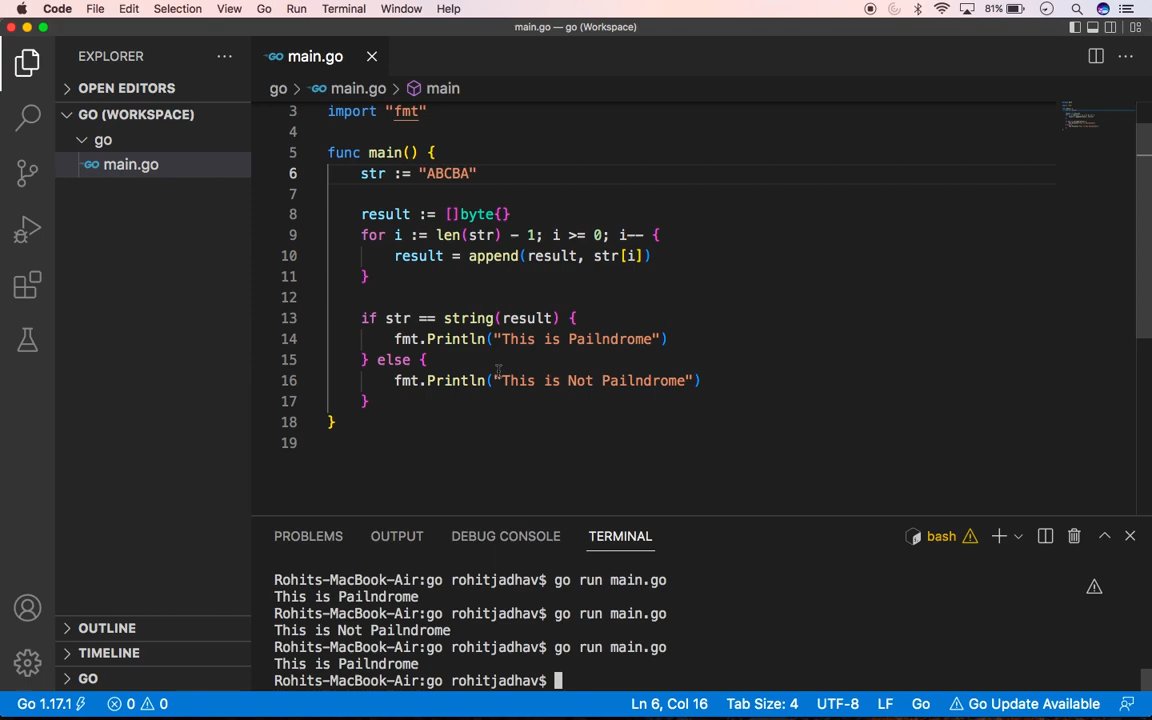 Code File Edit Selection View Go Run Terminal Window Help 81%
main.go — go (Workspace)
EXPLORER
OPEN EDITORS
GO (WORKSPACE)
go
GO main.go
GO main.go
go > GO main.go > main
3 import "fmt"
4
5 func main() {
6 str := "ABCBA"
7
8 result := []byte{}
9 for i := len(str) - 1; i >= 0; i-- {
10 result = append(result, str[i])
11 }
12
13 if str == string(result) {
14 fmt.Println("This is Pailndrome")
15 } else {
16 fmt.Println("This is Not Pailndrome")
17 }
18 }
19
PROBLEMS OUTPUT DEBUG CONSOLE TERMINAL bash
Rohits-MacBook-Air:go rohitjadhav$ go run main.go
This is Pailndrome
Rohits-MacBook-Air:go rohitjadhav$ go run main.go
This is Not Pailndrome
Rohits-MacBook-Air:go rohitjadhav$ go run main.go
This is Pailndrome
Rohits-MacBook-Air:go rohitjadhav$
OUTLINE
TIMELINE
GO
Go 1.17.1 0 0 Ln 6, Col 16 Tab Size: 4 UTF-8 LF Go Go Update Available